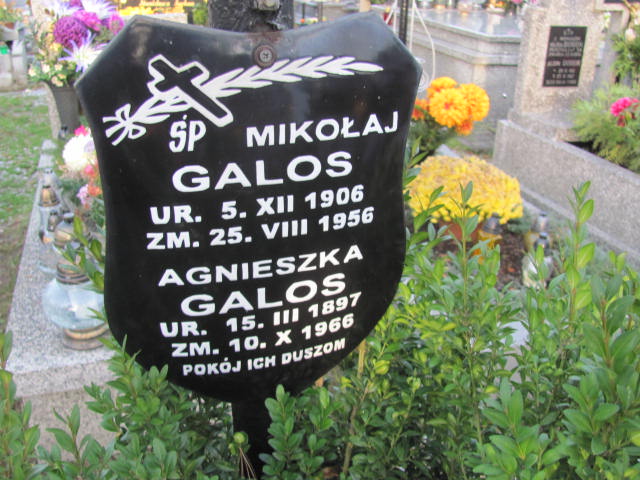 ŚP MIKOŁAJ
GALOS
UR. 5. XII 1906
ZM. 25. VIII 1956
AGNIESZKA
GALOS
UR. 15. III 1897
ZM. 10. X 1966
POKÓJ ICH DUSZOM